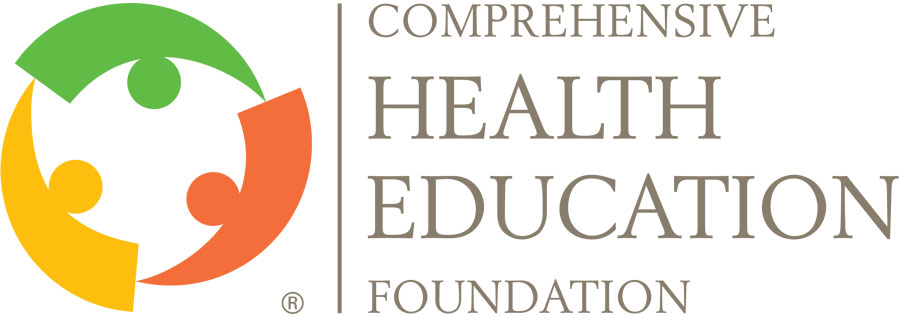 COMPREHENSIVE
HEALTH
EDUCATION
FOUNDATION
®